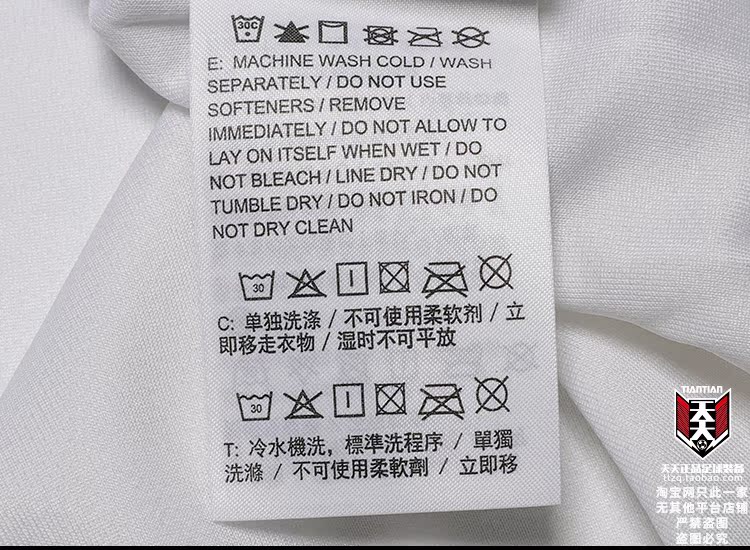 30C
E: MACHINE WASH COLD / WASH
SEPARATELY / DO NOT USE
SOFTENERS / REMOVE
IMMEDIATELY / DO NOT ALLOW TO
LAY ON ITSELF WHEN WET / DO
NOT BLEACH / LINE DRY / DO NOT
TUMBLE DRY / DO NOT IRON / DO
NOT DRY CLEAN
30
C: 单独洗涤 / 不可使用柔软剂 / 立
即移走衣物 / 湿时不可平放
30
T: 冷水機洗，標準洗程序 / 單獨
洗滌 / 不可使用柔軟劑 / 立即移
TIANTIAN
天天
天天正品足球装备
ttzq.taobao.com
淘宝网只此一家
无其他平台店铺
严禁盗图
盗图必究